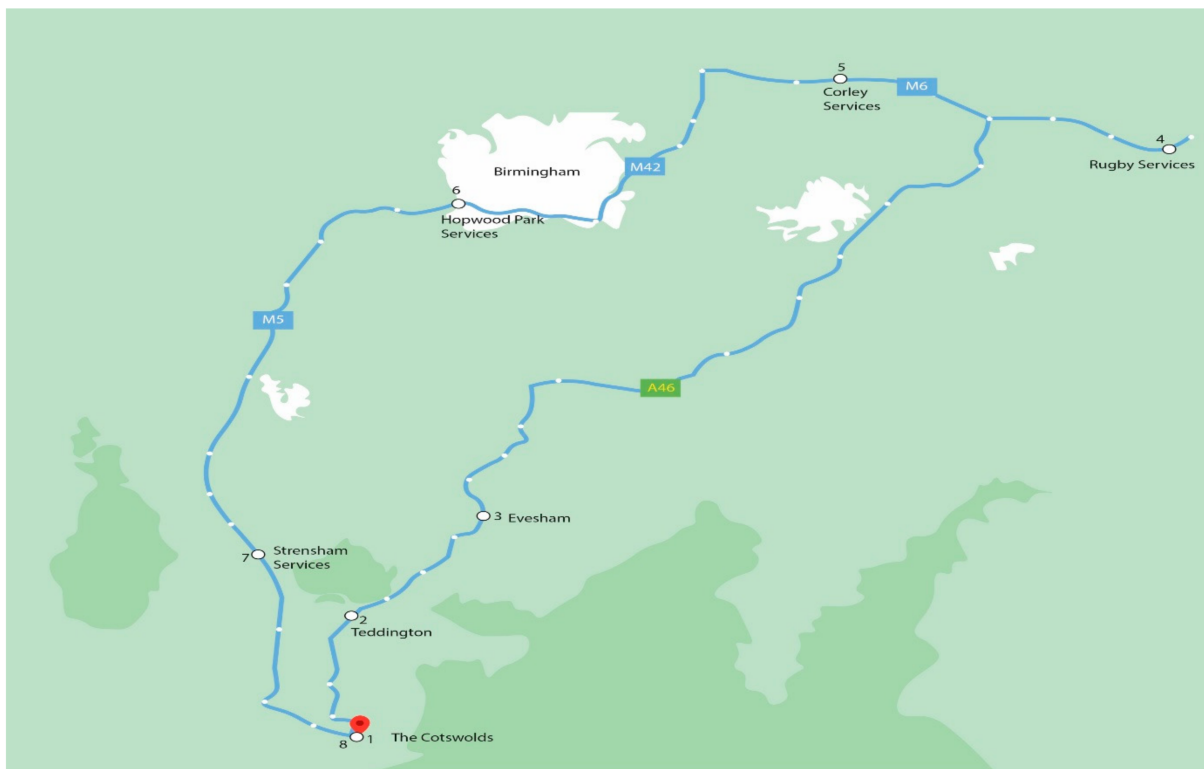 5
Corley
Services
M6
4
Rugby Services
Birmingham
M42
6
Hopwood Park
Services
M5
A46
3 Evesham
7
Strensham
Services
2
Teddington
8 1 The Cotswolds